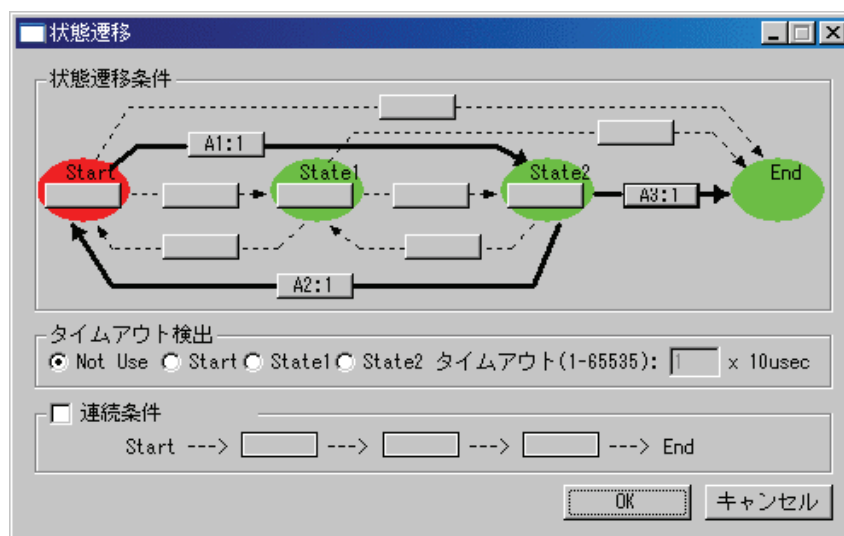 状態遷移
状態遷移条件
A1:1
Start State1 State2 End
A3:1
A2:1
タイムアウト検出
Not Use Start State1 State2 タイムアウト(1-65535): 1 x 10usec
連続条件
Start ---> ---> ---> ---> End
OK キャンセル